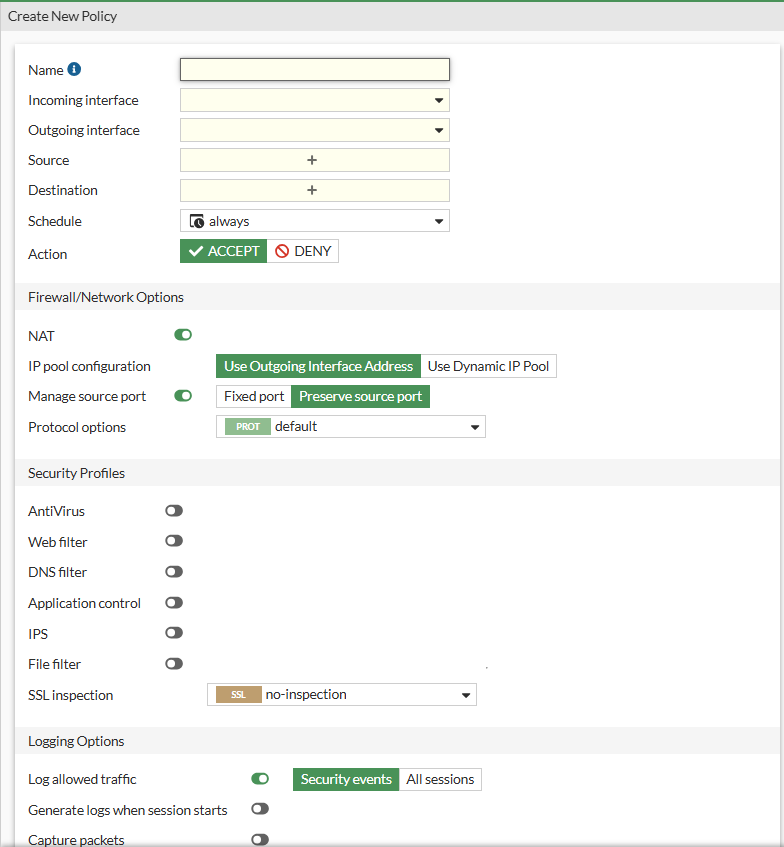 Create New Policy
Name
Incoming interface
Outgoing interface
Source +
Destination +
Schedule always
Action ACCEPT DENY
Firewall/Network Options
NAT
IP pool configuration Use Outgoing Interface Address Use Dynamic IP Pool
Manage source port Fixed port Preserve source port
Protocol options PROT default
Security Profiles
AntiVirus
Web filter
DNS filter
Application control
IPS
File filter
SSL inspection SSL no-inspection
Logging Options
Log allowed traffic Security events All sessions
Generate logs when session starts
Capture packets